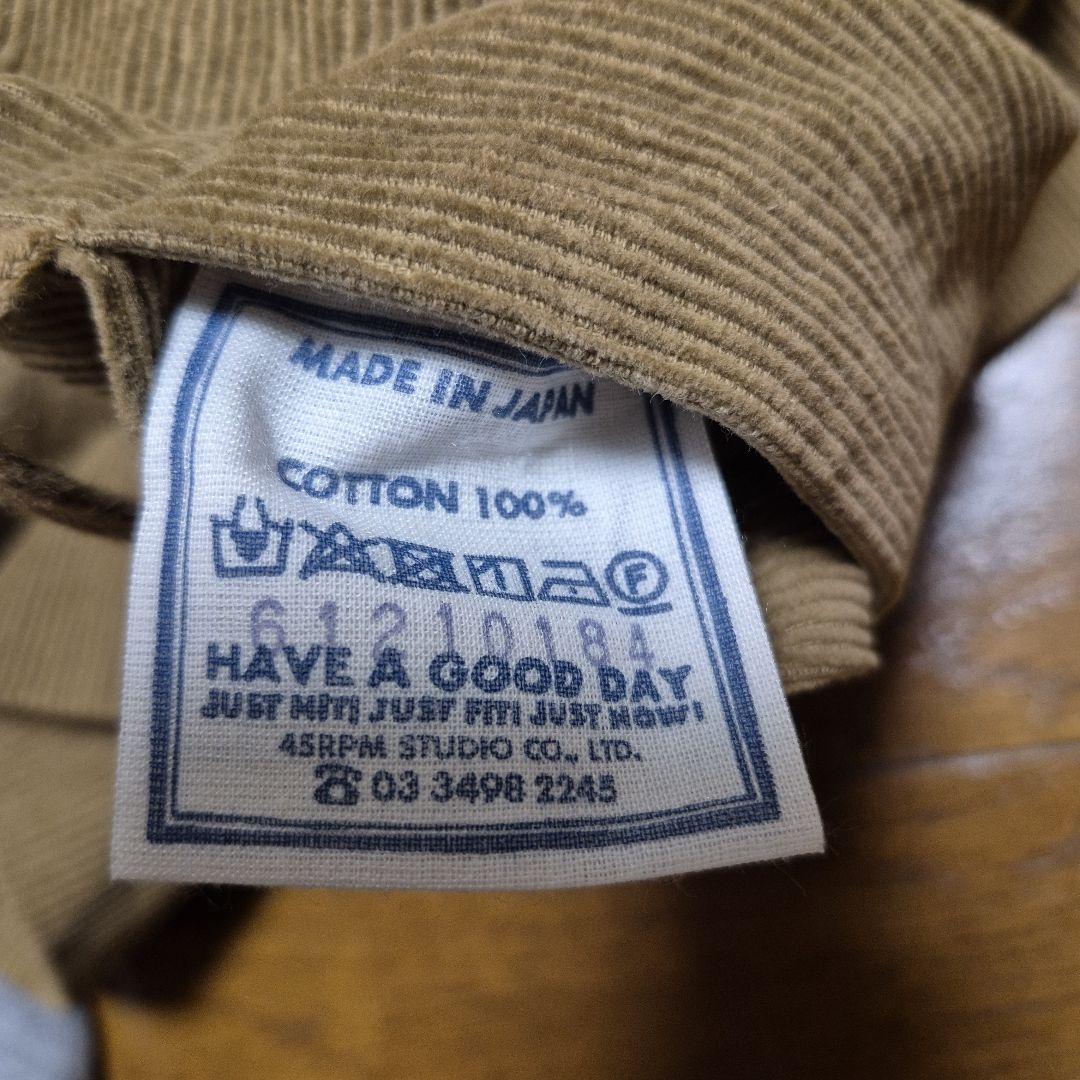 MADE IN JAPAN
COTTON 100%
F
61210184
HAVE A GOOD DAY
JUST HIT! JUST FIT! JUST NOW!
45RPM STUDIO CO., LTD.
☎ 03 3498 2245